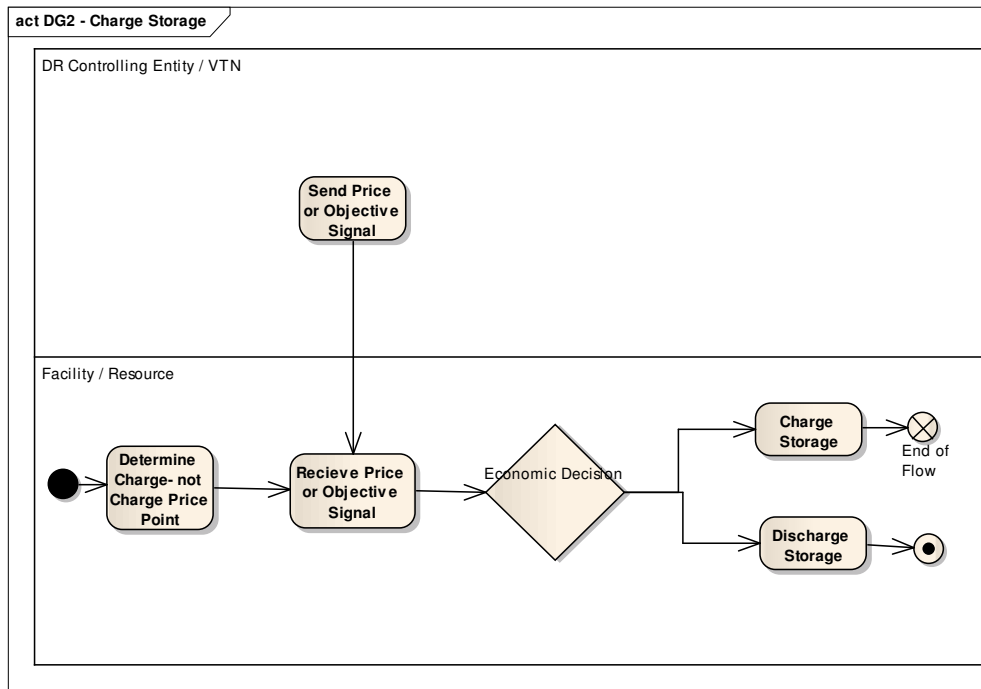 act DG2 - Charge Storage
DR Controlling Entity / VTN
Send Price
or Objective
Signal
Facility / Resource
Determine
Charge- not
Charge Price
Point
Recieve Price
or Objective
Signal
Economic Decision
Charge
Storage
End of
Flow
Discharge
Storage